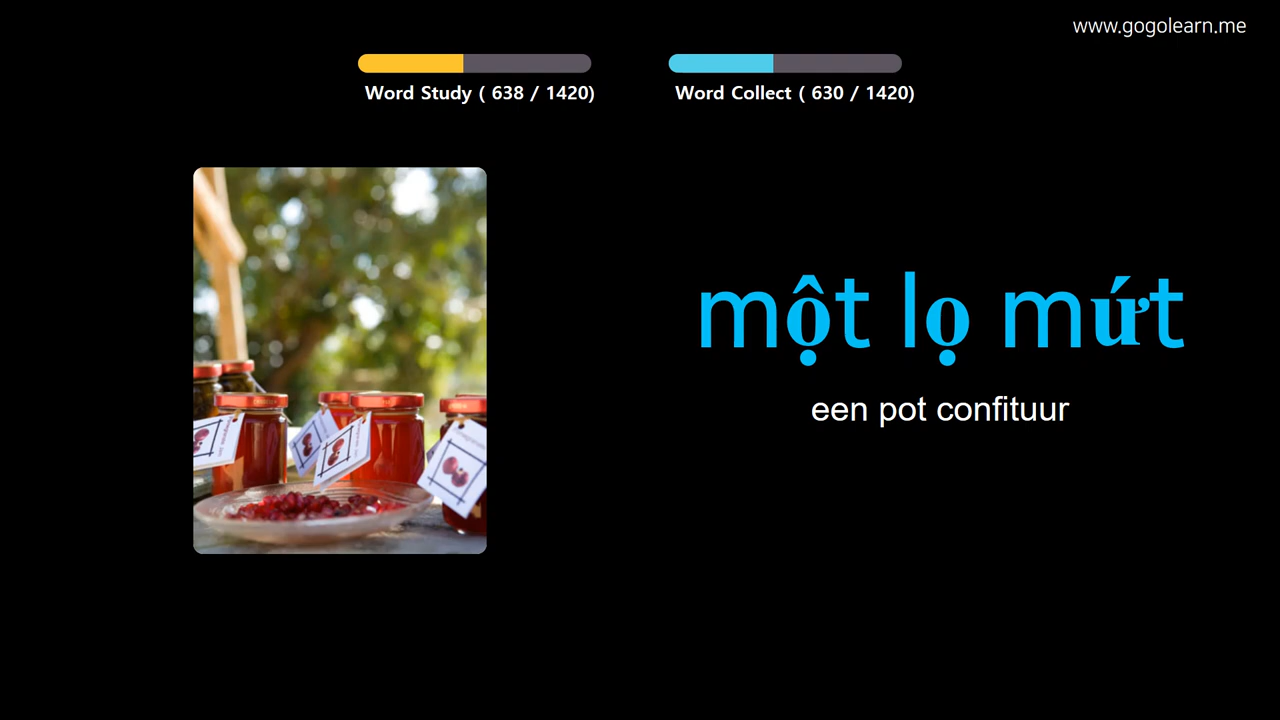 www.gogolearn.me
Word Study ( 638 / 1420)
Word Collect ( 630 / 1420)
một lọ mứt
een pot confituur